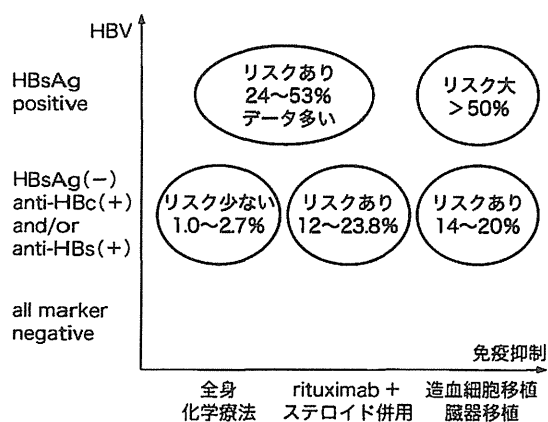 HBV
HBsAg
positive
リスクあり
24〜53%
データ多い
リスク大
＞50%
HBsAg(−)
anti-HBc(+)
and/or
anti-HBs(+)
リスク少ない
1.0〜2.7%
リスクあり
12〜23.8%
リスクあり
14〜20%
all marker
negative
免疫抑制
全身
化学療法
rituximab +
ステロイド併用
造血細胞移植
臓器移植